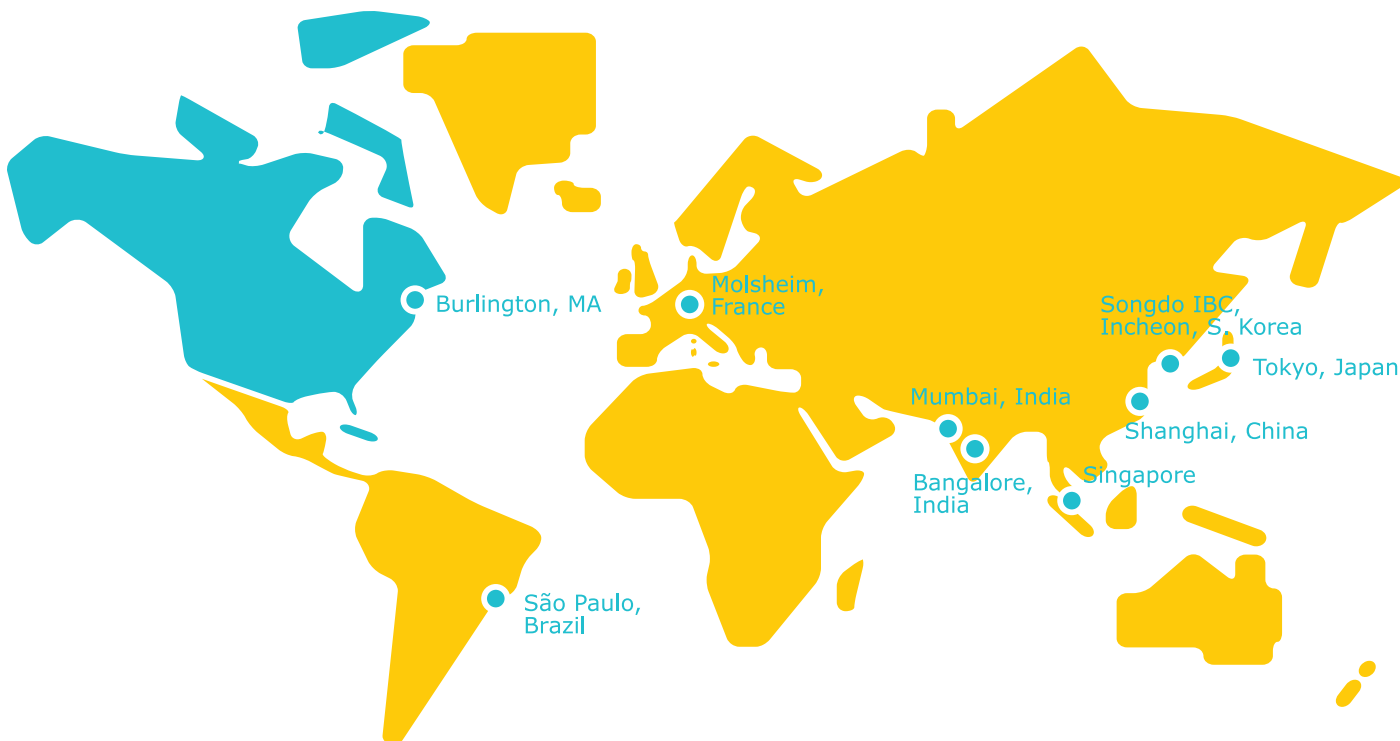 Burlington, MA
Molsheim,
France
Songdo IBC,
Incheon, S. Korea
Tokyo, Japan
Mumbai, India
Shanghai, China
Bangalore,
India
Singapore
São Paulo,
Brazil